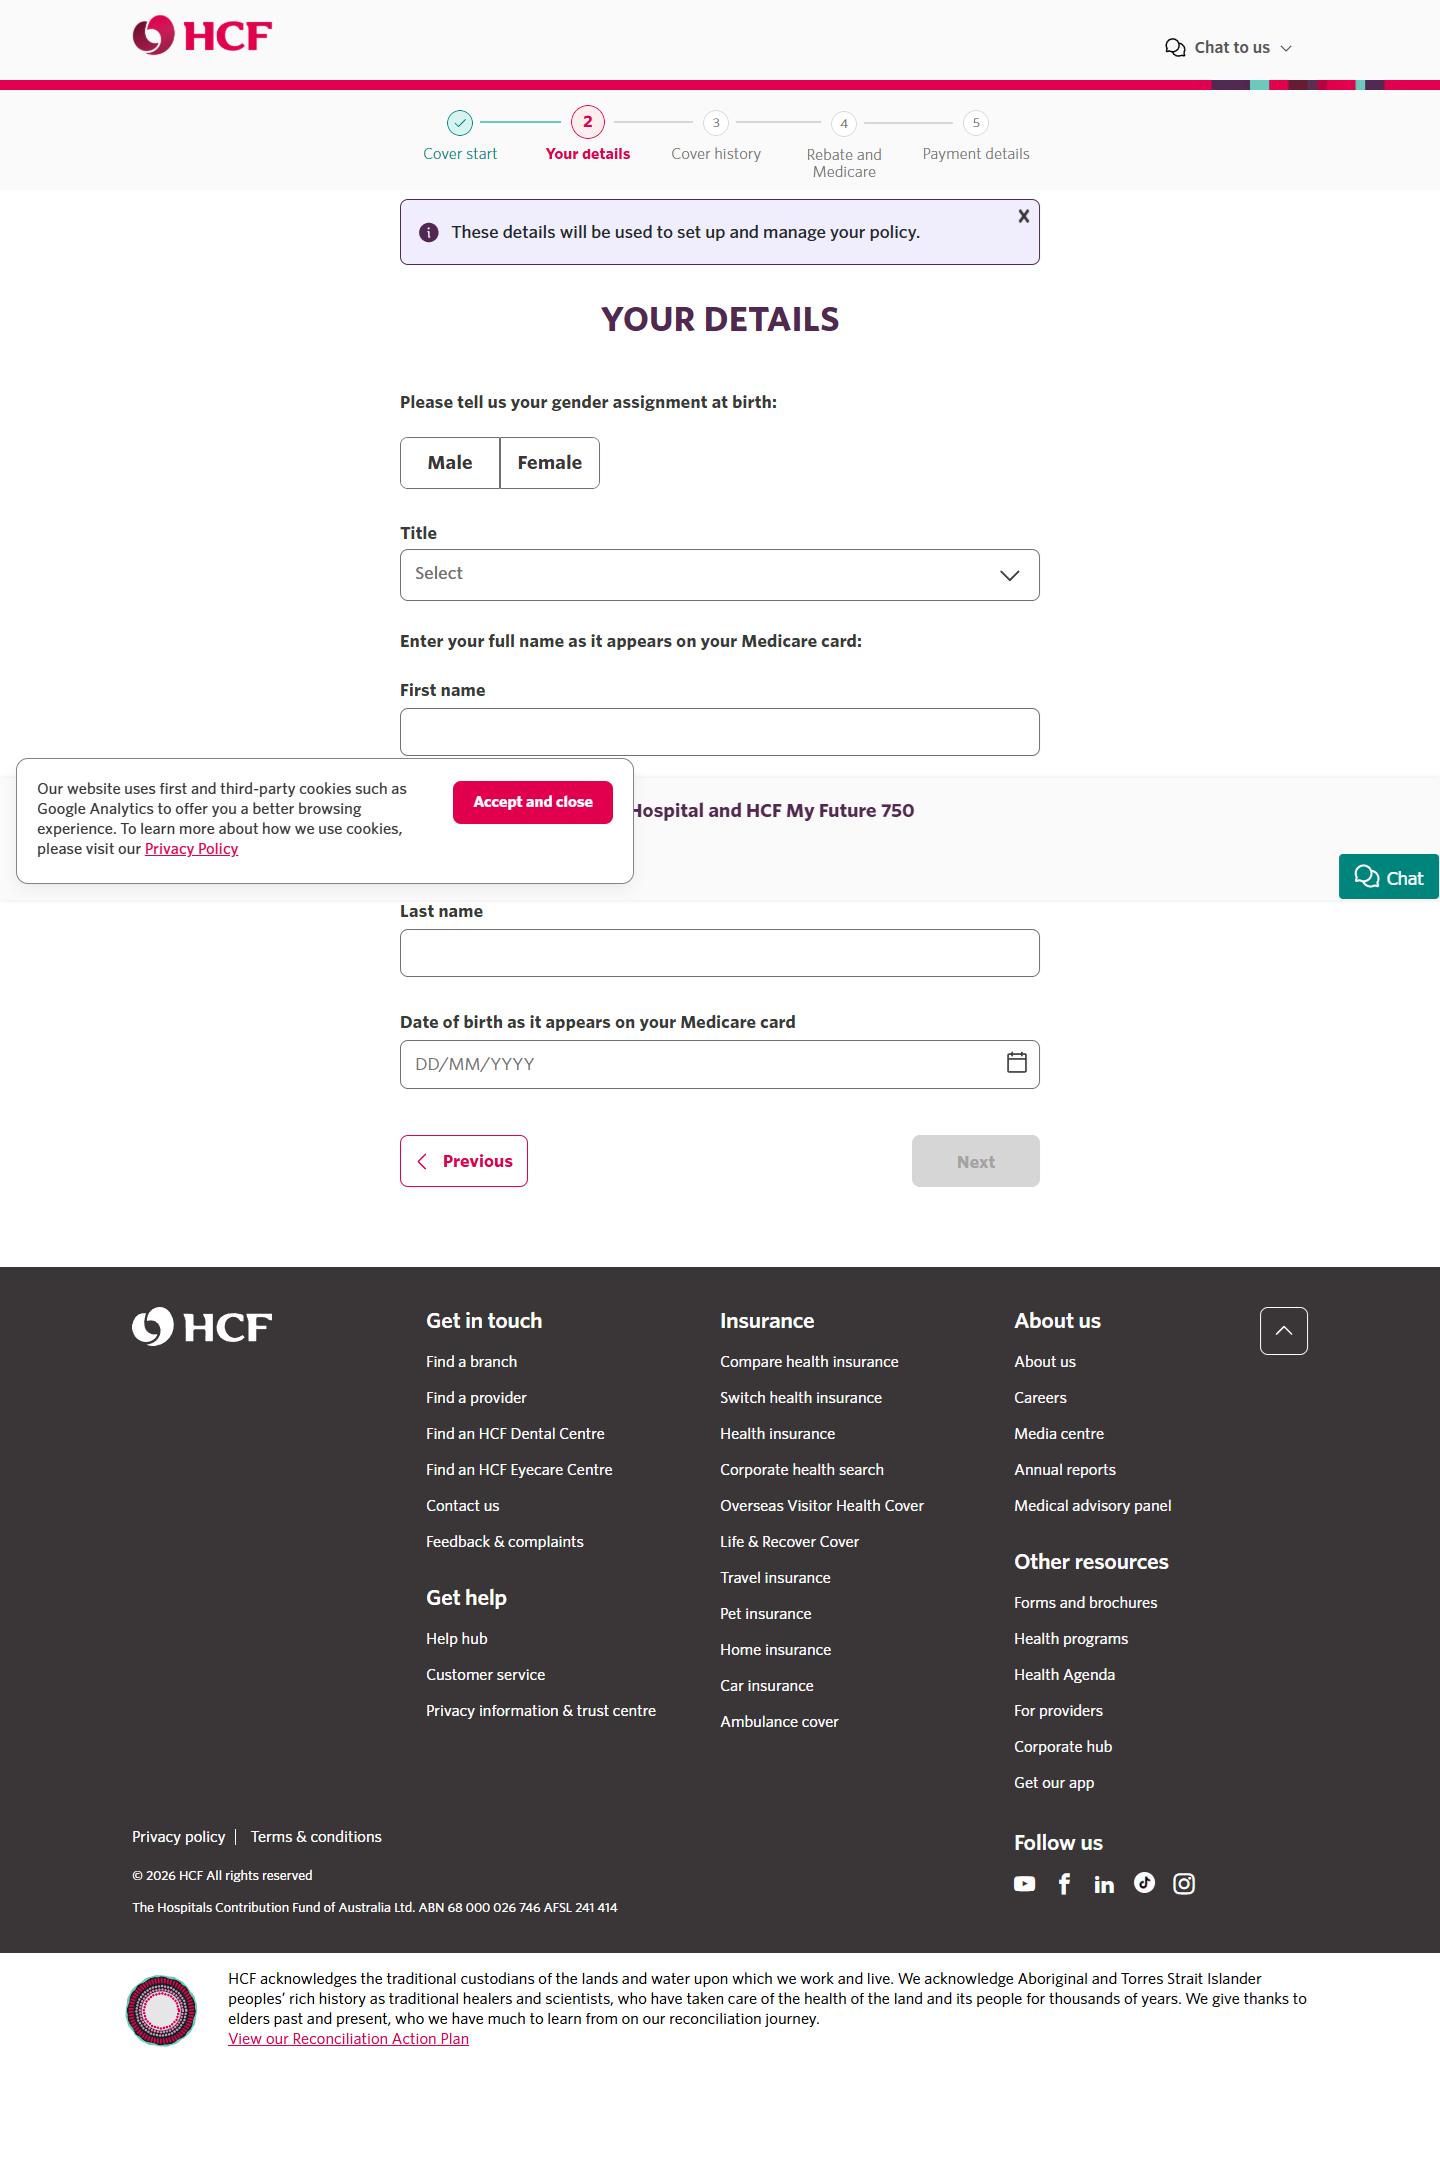 HCF
Chat to us
2
3
4
5
Cover start
Your details
Cover history
Rebate and
Medicare
Payment details
These details will be used to set up and manage your policy.
YOUR DETAILS
Please tell us your gender assignment at birth:
Male
Female
Title
Select
Enter your full name as it appears on your Medicare card:
First name
Our website uses first and third-party cookies such as
Google Analytics to offer you a better browsing
experience. To learn more about how we use cookies,
please visit our Privacy Policy
Accept and close
Hospital and HCF My Future 750
Chat
Last name
Date of birth as it appears on your Medicare card
DD/MM/YYYY
Previous
Next
HCF
Get in touch
Find a branch
Find a provider
Find an HCF Dental Centre
Find an HCF Eyecare Centre
Contact us
Feedback & complaints
Get help
Help hub
Customer service
Privacy information & trust centre
Insurance
Compare health insurance
Switch health insurance
Health insurance
Corporate health search
Overseas Visitor Health Cover
Life & Recover Cover
Travel insurance
Pet insurance
Home insurance
Car insurance
Ambulance cover
About us
About us
Careers
Media centre
Annual reports
Medical advisory panel
Other resources
Forms and brochures
Health programs
Health Agenda
For providers
Corporate hub
Get our app
Follow us
Privacy policy
Terms & conditions
© 2026 HCF All rights reserved
The Hospitals Contribution Fund of Australia Ltd. ABN 68 000 026 746 AFSL 241 414
HCF acknowledges the traditional custodians of the lands and water upon which we work and live. We acknowledge Aboriginal and Torres Strait Islander
peoples’ rich history as traditional healers and scientists, who have taken care of the health of the land and its people for thousands of years. We give thanks to
elders past and present, who we have much to learn from on our reconciliation journey.
View our Reconciliation Action Plan